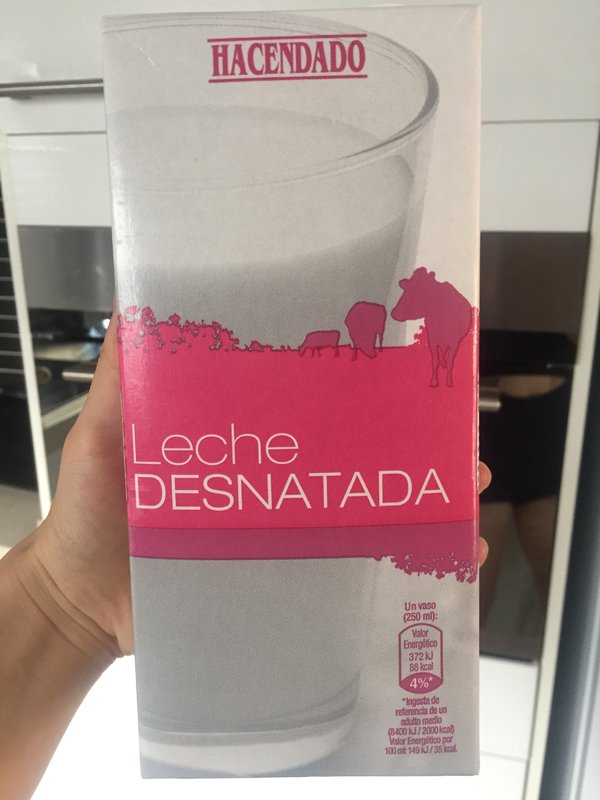 HACENDADO
Leche
DESNATADA
Un vaso
(250 ml):
Valor
Energético
372 kJ
88 kcal
4%*
*Ingesta de
referencia de un
adulto medio
(8400 kJ / 2000 kcal)
Valor Energético por
100 ml: 149 kJ / 35 kcal.